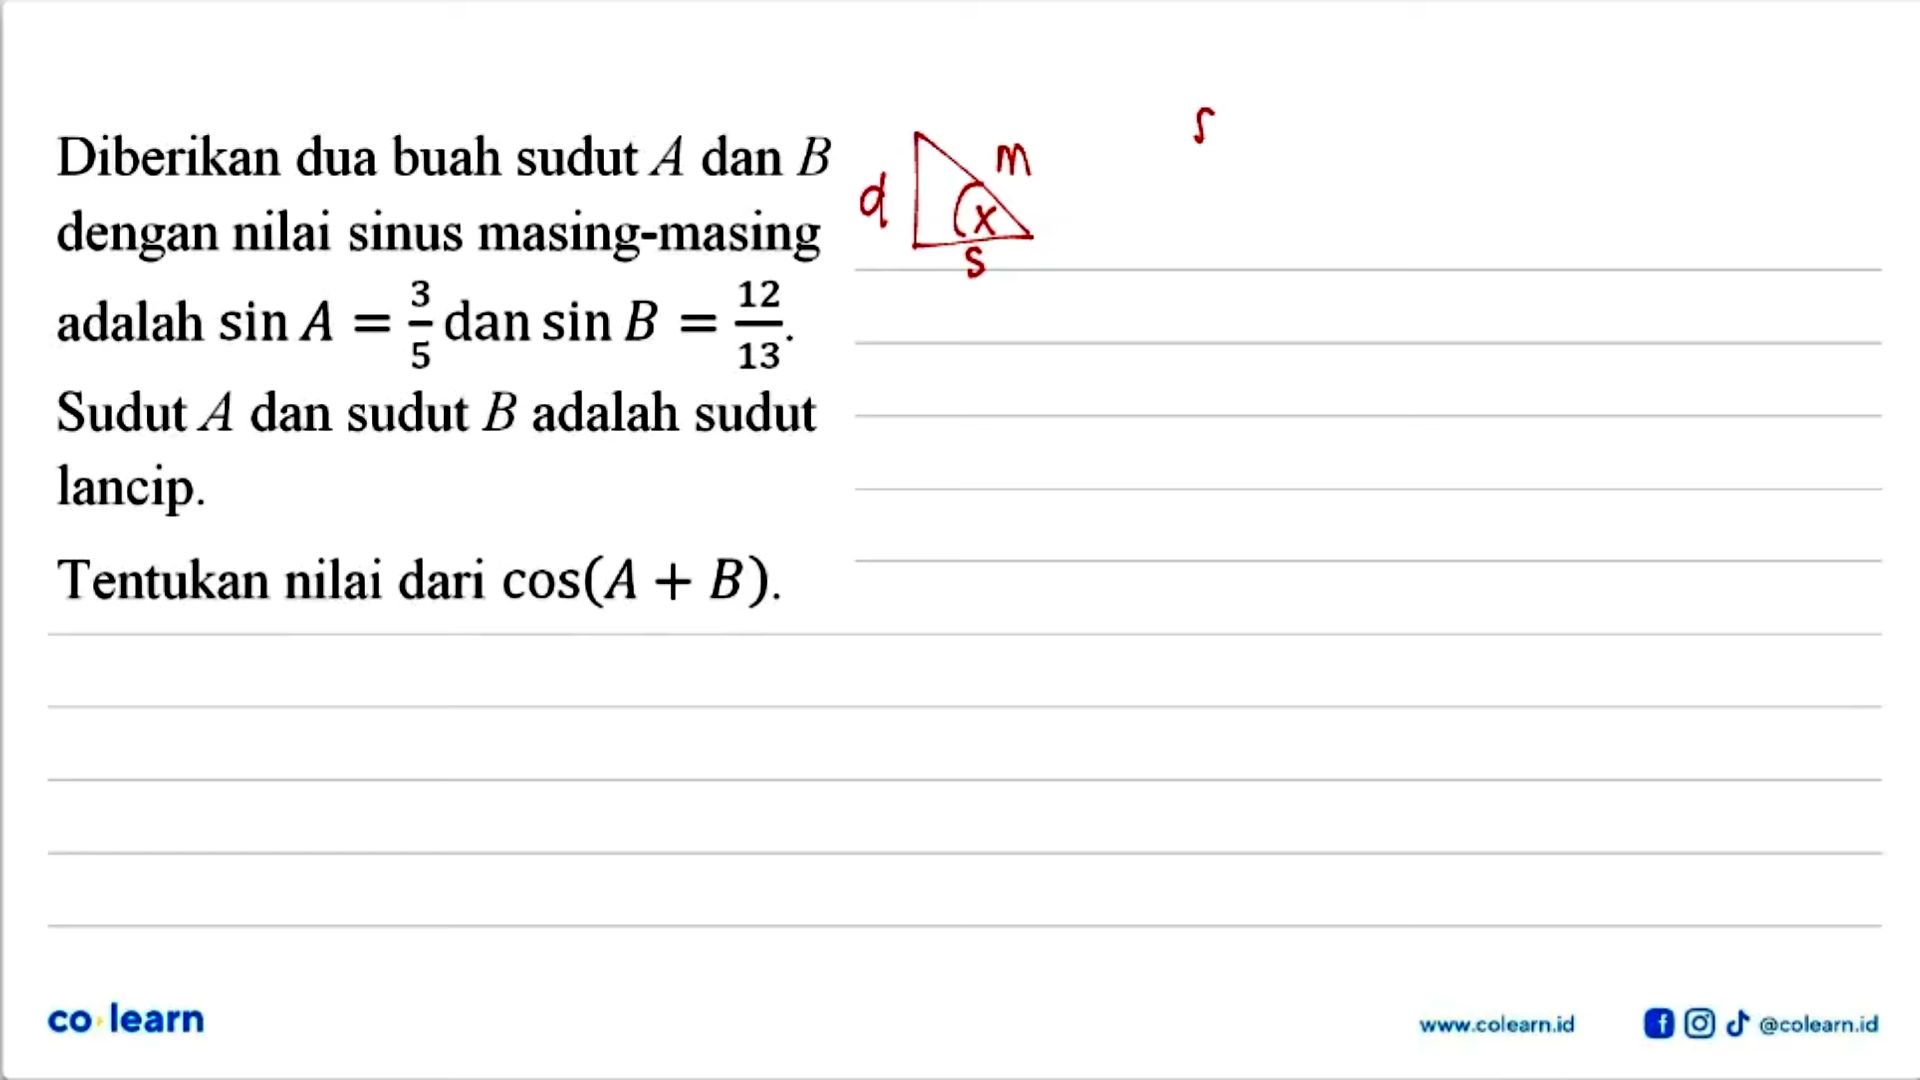 Diberikan dua buah sudut A dan B
dengan nilai sinus masing-masing
adalah sin A = 3/5 dan sin B = 12/13.
Sudut A dan sudut B adalah sudut
lancip.
Tentukan nilai dari cos(A + B).
d
m
x
s
s
co learn
www.colearn.id
@colearn.id